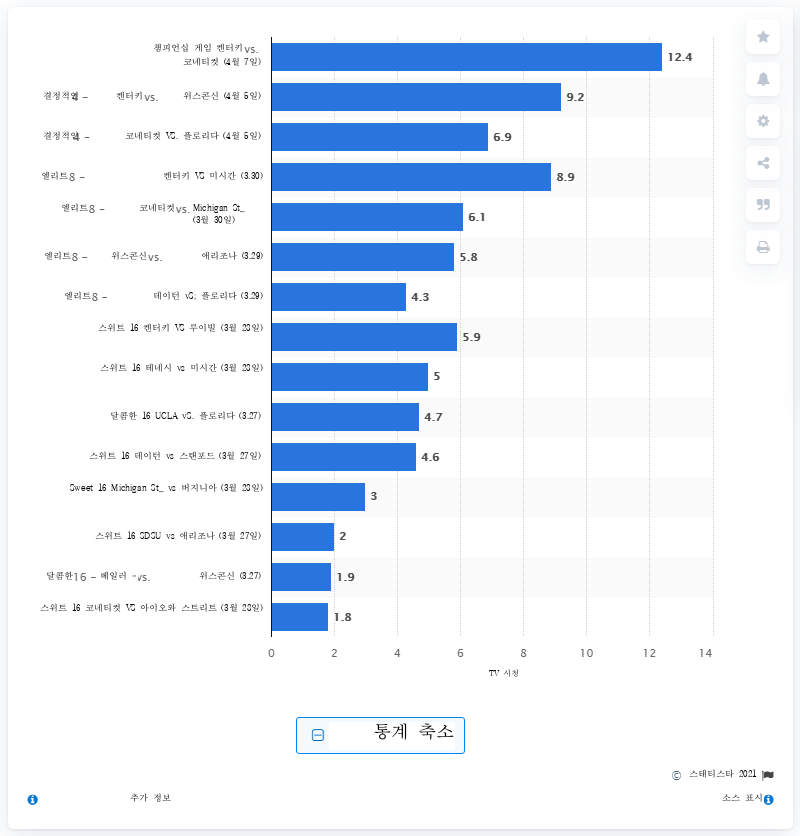 챔피언십 게임 켄터키vs.
코네티컷 (4월 7일)
12.4
결정적인4 – 켄터키vs. 위스콘신 (4월 5일)
9.2
결정적인4 – 코네티컷 VS. 플로리다 (4월 5일)
6.9
엘리트8 – 켄터키 VS 미시간 (3.30)
8.9
엘리트8 – 코네티컷vs. Michigan St_
(3월 30일)
6.1
엘리트8 – 위스콘신vs. 애리조나 (3.29)
5.8
엘리트8 – 데이턴 vS. 플로리다 (3.29)
4.3
스위트 16 켄터키 VS 루이빌 (3월 28일)
5.9
스위트 16 테네시 vs 미시간 (3월 28일)
5
달콤한 16 UCLA vS. 플로리다 (3.27)
4.7
스위트 16 데이턴 vs 스탠포드 (3월 27일)
4.6
Sweet 16 Michigan St_ vs 버지니아 (3월 28일)
3
스위트 16 SDSU vs 애리조나 (3월 27일)
2
달콤한16 – 베일러 -vs. 위스콘신 (3.27)
1.9
스위트 16 코네티컷 VS 아이오와 스트리트 (3월 28일)
1.8
0 2 4 6 8 10 12 14
TV 시청
통계 축소
© 스태티스타 2021
추가 정보
소스 표시